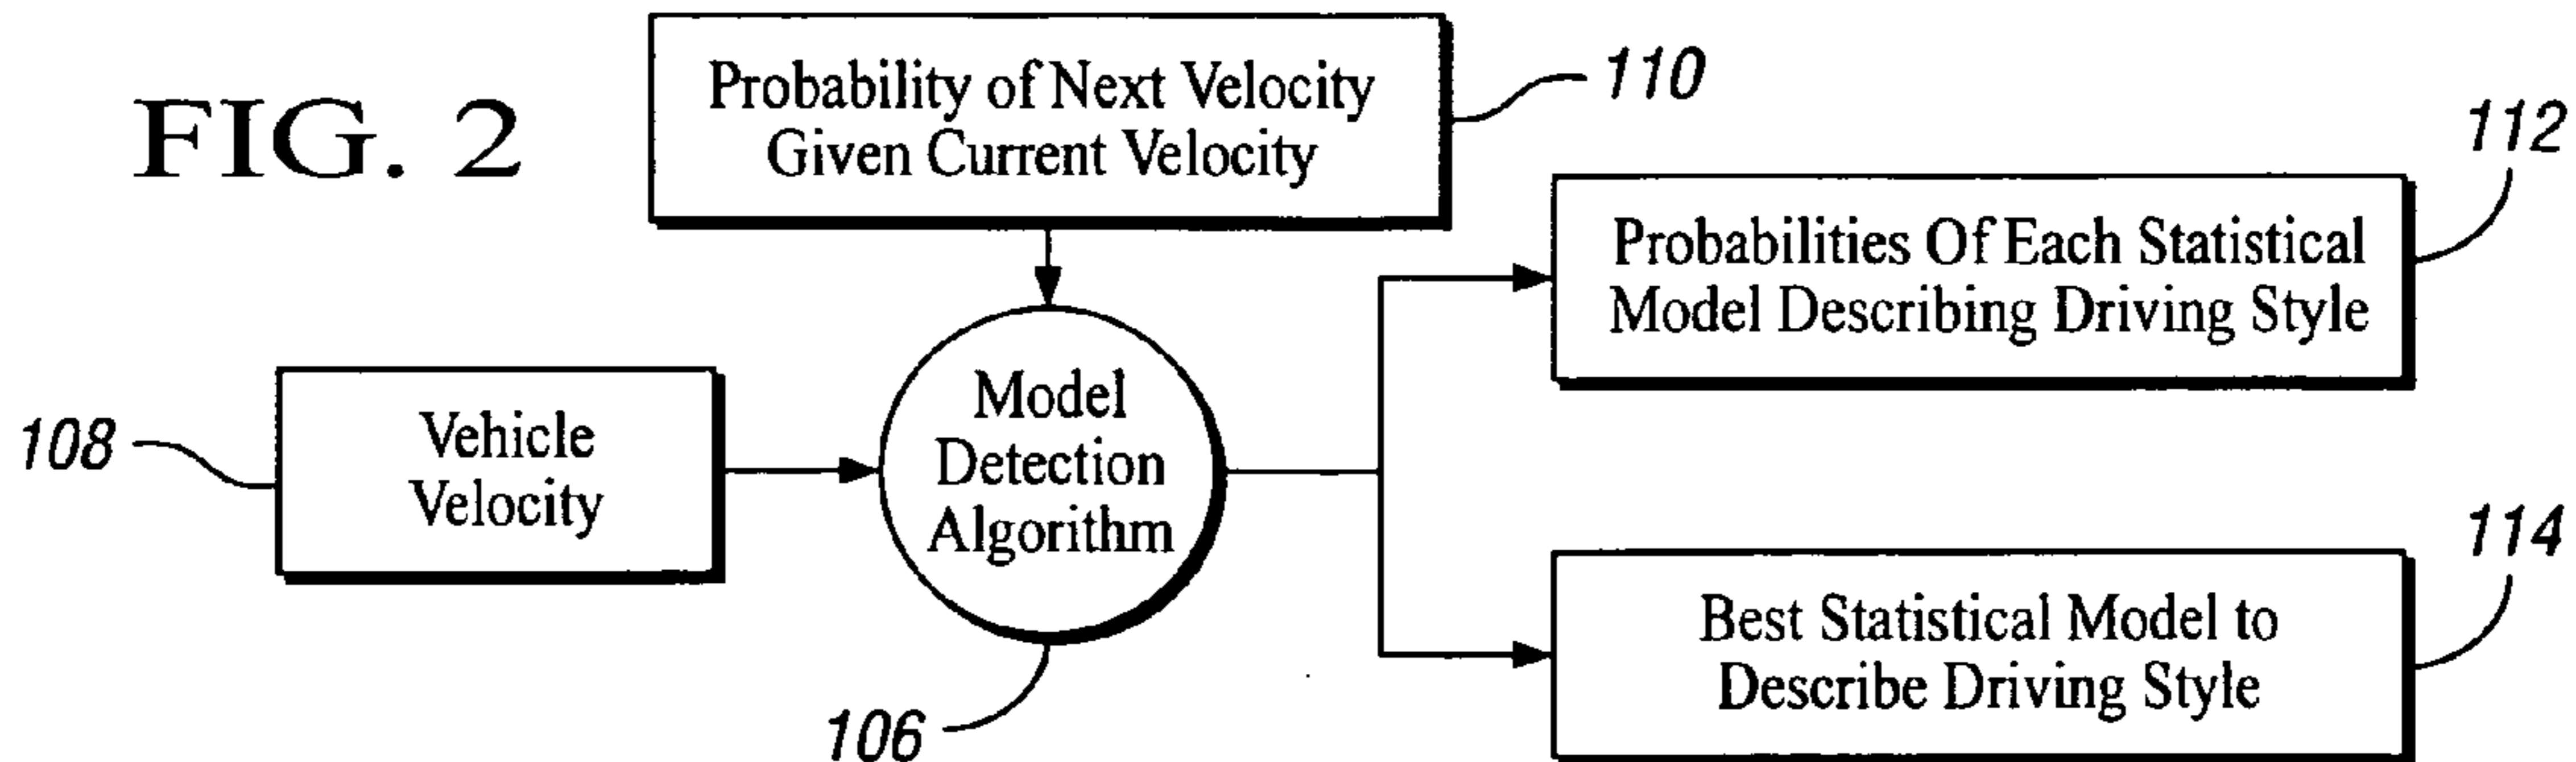 FIG. 2
Probability of Next Velocity
Given Current Velocity
110
112
Probabilities Of Each Statistical
Model Describing Driving Style
108
Vehicle
Velocity
Model
Detection
Algorithm
106
114
Best Statistical Model to
Describe Driving Style